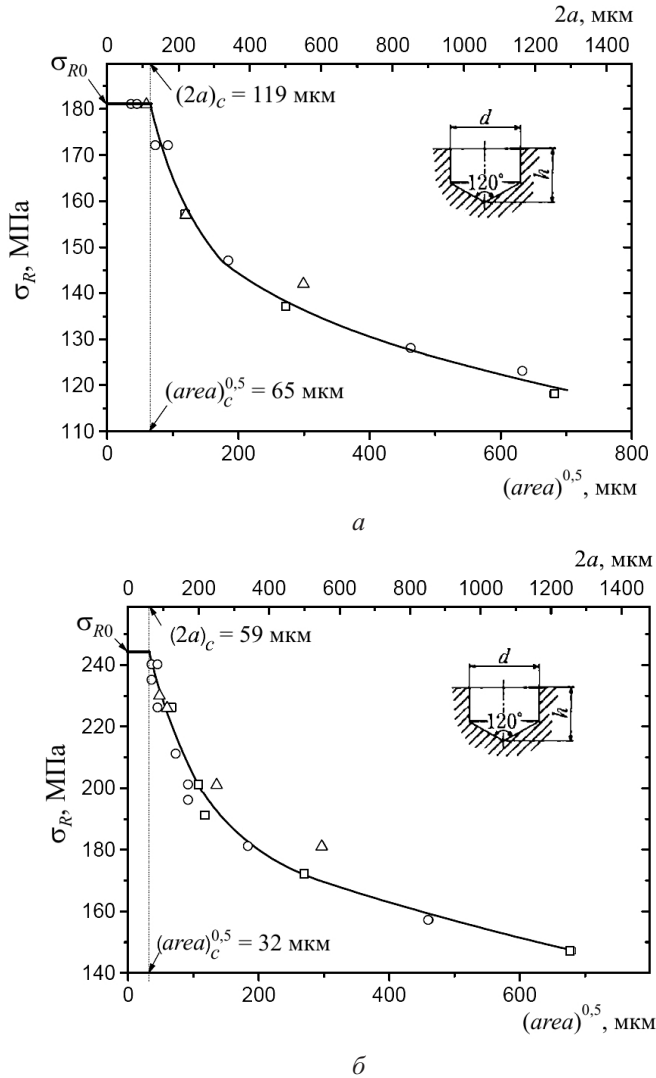 2a, мкм
0 200 400 600 800 1000 1200 1400
σR0
(2a)c = 119 мкм
180
170
160
150
140
130
120
110
σR, МПа
d
h
120°
(area)c0,5 = 65 мкм
0 200 400 600 800
(area)0,5, мкм
а
2a, мкм
0 200 400 600 800 1000 1200 1400
σR0
(2a)c = 59 мкм
240
220
200
180
160
140
σR, МПа
d
h
120°
(area)c0,5 = 32 мкм
0 200 400 600
(area)0,5, мкм
б